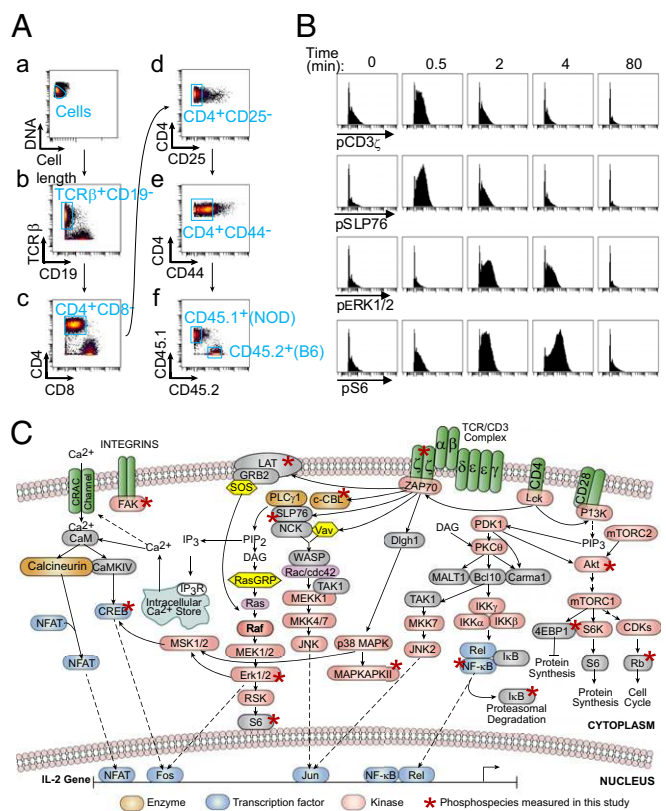 A
a
DNA
Cells
Cell
length
b
TCRβ
TCRβ+CD19-
CD19
c
CD4
CD4+CD8-
CD8
d
CD4
CD4+CD25-
CD25
e
CD4
CD4+CD44-
CD44
f
CD45.1
CD45.1+(NOD)
CD45.2+(B6)
CD45.2
B
Time
(min): 0 0.5 2 4 80
pCD3ζ
pSLP76
pERK1/2
pS6
C
Ca2+
INTEGRINS
CRAC
Channel
FAK
Ca2+
CaM
Calcineurin
CaMKIV
Ca2+
NFAT
CREB
NFAT
IP3
IP3R
Intracellular
Ca2+ Store
LAT
GRB2
SOS
PLCγ1
c-CBL
SLP76
NCK
Vav
PIP2
DAG
RasGRP
Ras
Raf
MEK1/2
Erk1/2
RSK
S6
MSK1/2
WASP
Rac/cdc42
TAK1
MEKK1
MKK4/7
JNK
p38 MAPK
MAPKAPKII
TCR/CD3
Complex
ζ ζ α β δ ε ε γ
ZAP70
Dlgh1
CD4
Lck
CD28
P13K
DAG
PDK1
PKCθ
PIP3
mTORC2
Akt
MALT1
Bcl10
Carma1
TAK1
MKK7
JNK2
IKKγ
IKKα
IKKβ
Rel
NF-κB
IκB
IκB
Proteasomal
Degradation
mTORC1
4EBP1
S6K
CDKs
Protein
Synthesis
S6
Rb
Protein
Synthesis
Cell
Cycle
CYTOPLASM
NUCLEUS
IL-2 Gene
NFAT
Fos
Jun
NF-κB
Rel
Enzyme
Transcription factor
Kinase
* Phosphospecies measured in this study